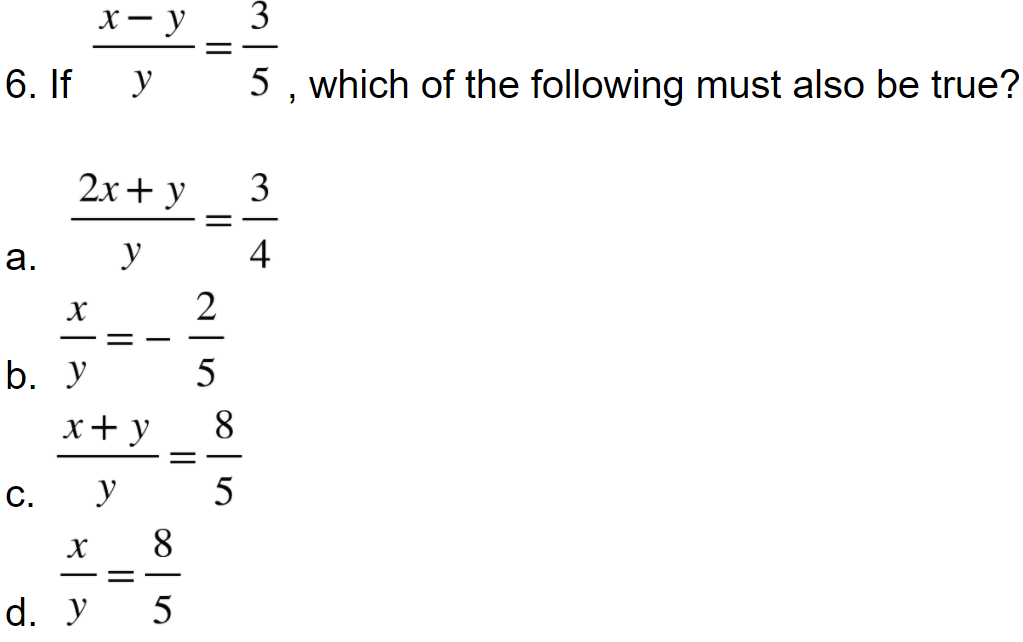 6. If \frac{x - y}{y} = \frac{3}{5} , which of the following must also be true?
a. \frac{2x + y}{y} = \frac{3}{4}
b. \frac{x}{y} = - \frac{2}{5}
c. \frac{x + y}{y} = \frac{8}{5}
d. \frac{x}{y} = \frac{8}{5}